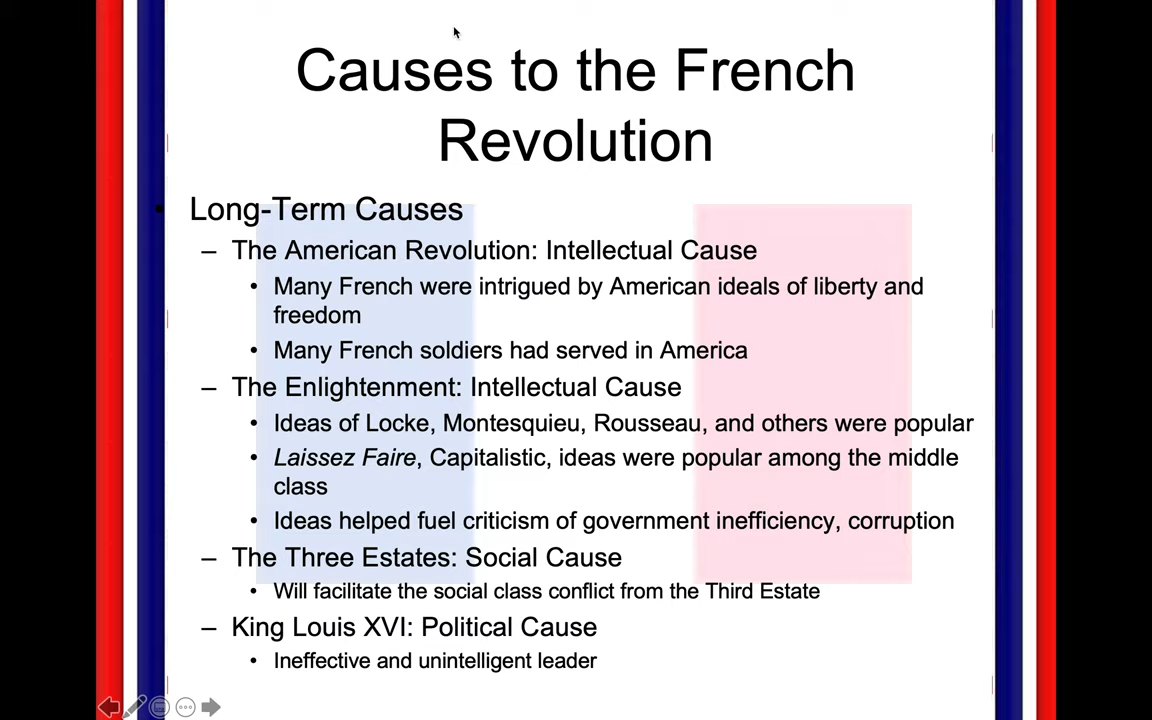 Causes to the French
Revolution
• Long-Term Causes
– The American Revolution: Intellectual Cause
• Many French were intrigued by American ideals of liberty and
freedom
• Many French soldiers had served in America
– The Enlightenment: Intellectual Cause
• Ideas of Locke, Montesquieu, Rousseau, and others were popular
• Laissez Faire, Capitalistic, ideas were popular among the middle
class
• Ideas helped fuel criticism of government inefficiency, corruption
– The Three Estates: Social Cause
• Will facilitate the social class conflict from the Third Estate
– King Louis XVI: Political Cause
• Ineffective and unintelligent leader